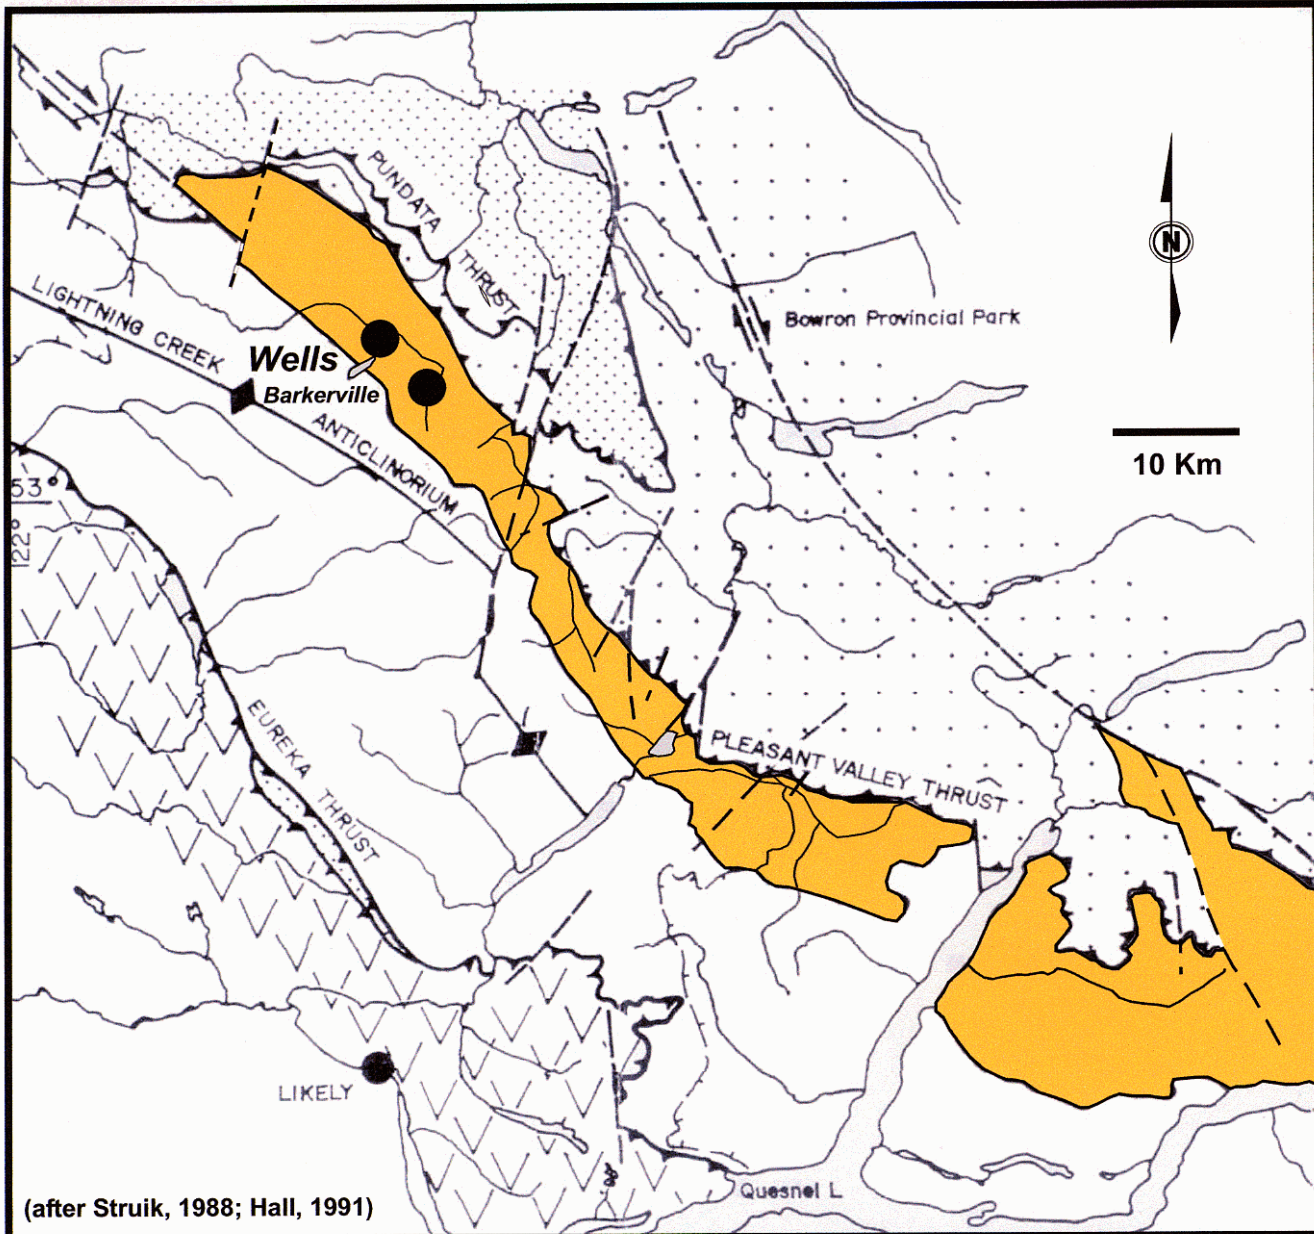 PUNDATA
THRUST
N
LIGHTNING CREEK
ANTICLINORIUM
Wells
Barkerville
Bowron Provincial Park
10 Km
53°
122°
EUREKA THRUST
PLEASANT VALLEY THRUST
LIKELY
Quesnel L
(after Struik, 1988; Hall, 1991)